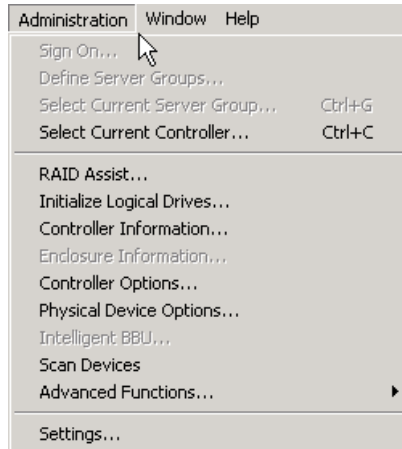 Administration Window Help
Sign On...
Define Server Groups...
Select Current Server Group... Ctrl+G
Select Current Controller... Ctrl+C
RAID Assist...
Initialize Logical Drives...
Controller Information...
Enclosure Information...
Controller Options...
Physical Device Options...
Intelligent BBU...
Scan Devices
Advanced Functions...
Settings...